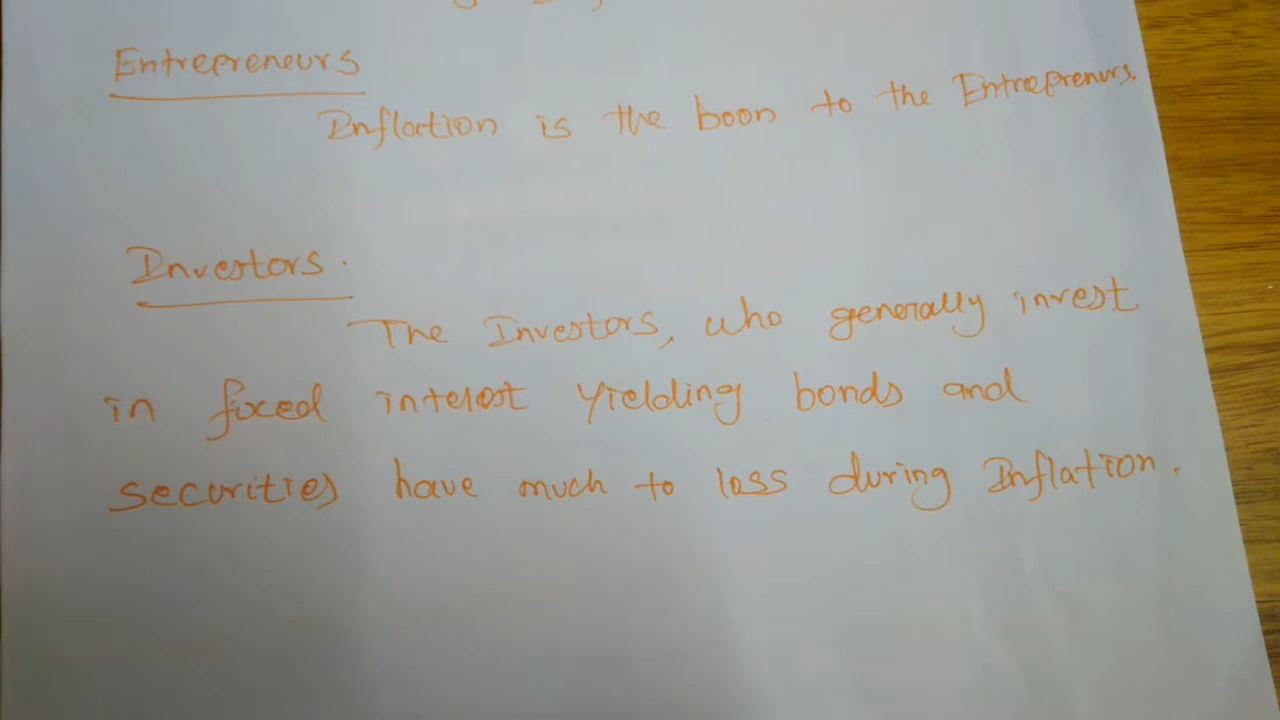 Entrepreneurs
Inflation is the boon to the Entreprenurs.
Investors.
The Investors, who generally invest
in fixed interest yielding bonds and
securities have much to loss during Inflation.